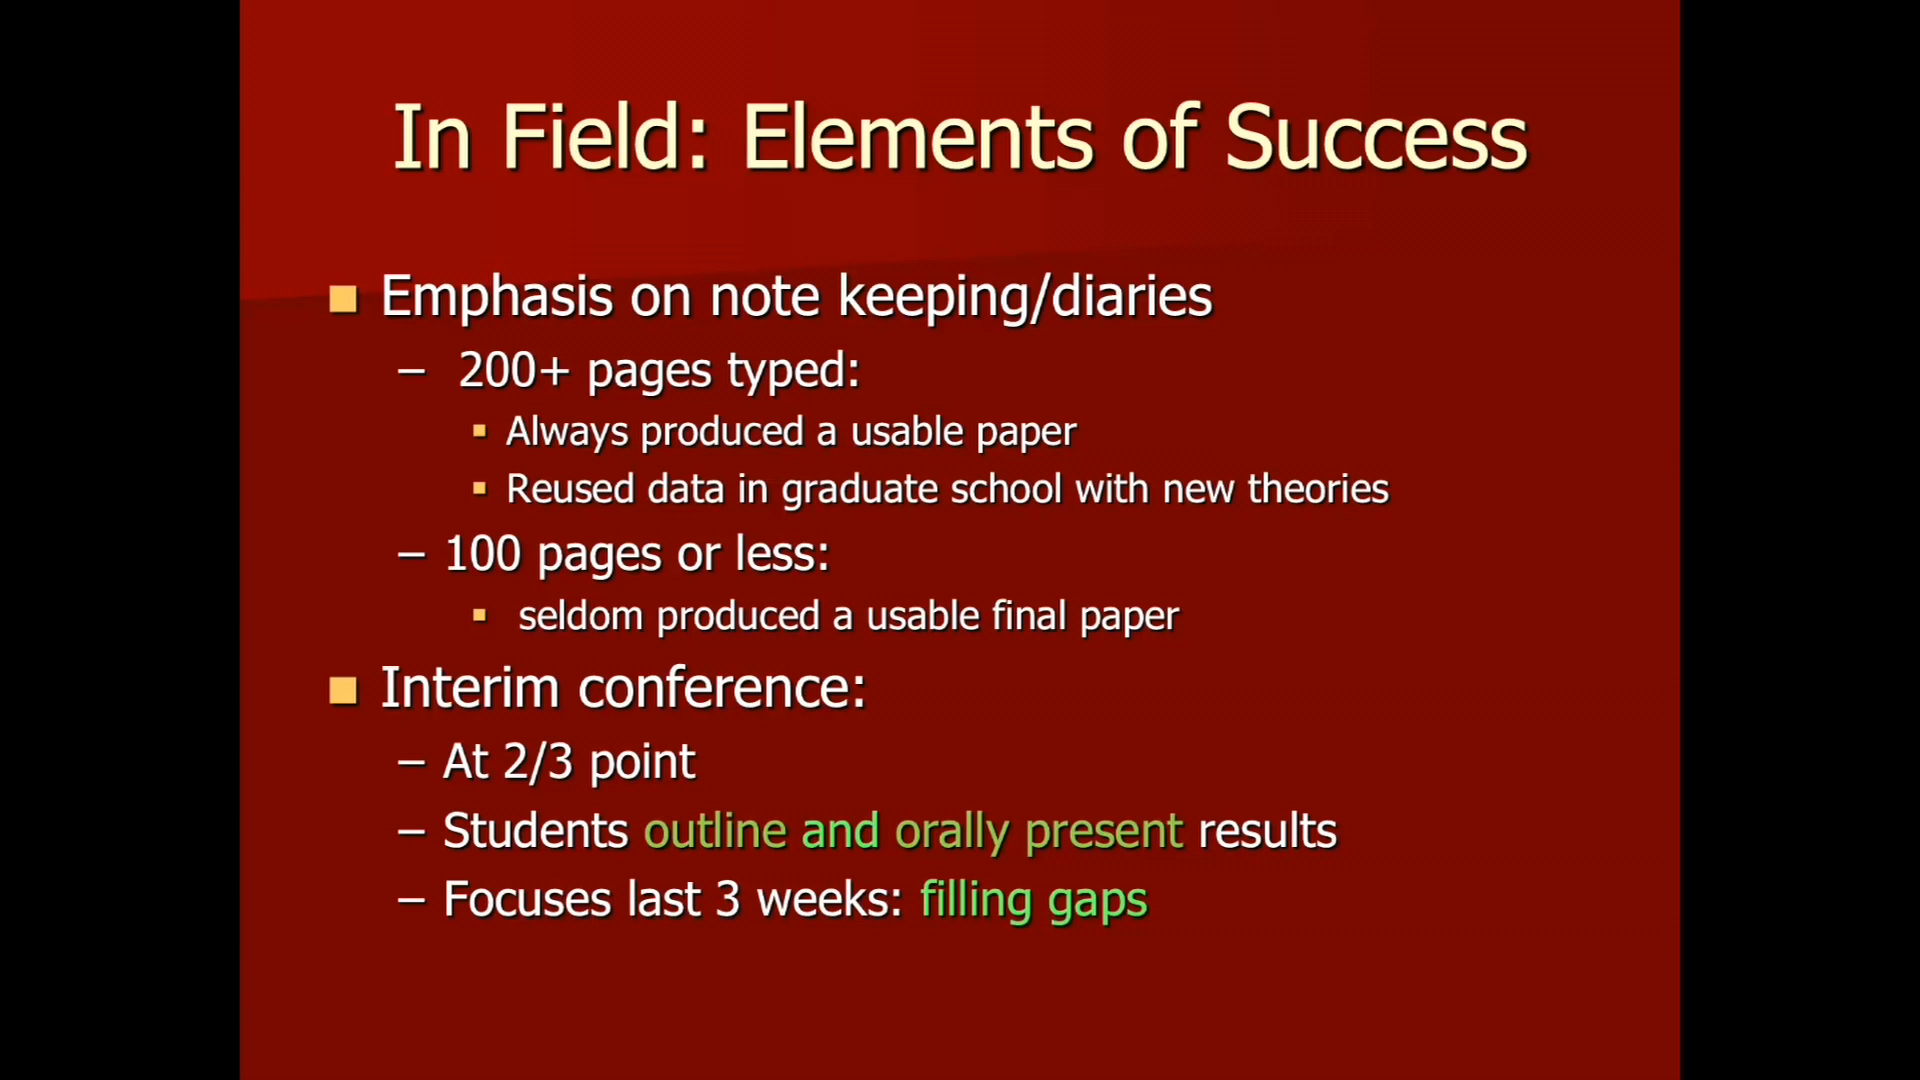 In Field: Elements of Success
■ Emphasis on note keeping/diaries
– 200+ pages typed:
▪ Always produced a usable paper
▪ Reused data in graduate school with new theories
– 100 pages or less:
▪ seldom produced a usable final paper
■ Interim conference:
– At 2/3 point
– Students outline and orally present results
– Focuses last 3 weeks: filling gaps